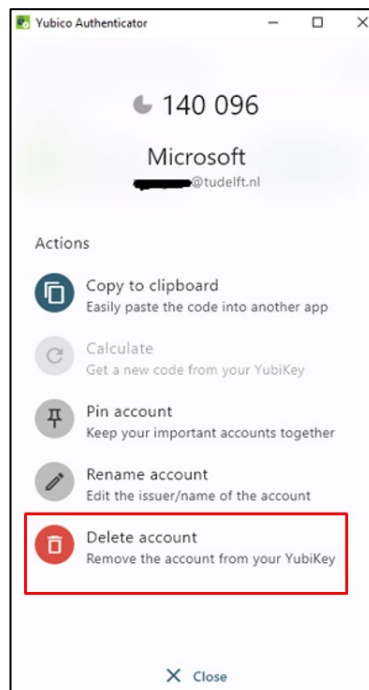 Yubico Authenticator
140 096
Microsoft
@tudelft.nl
Actions
Copy to clipboard
Easily paste the code into another app
Calculate
Get a new code from your YubiKey
Pin account
Keep your important accounts together
Rename account
Edit the issuer/name of the account
Delete account
Remove the account from your YubiKey
Close